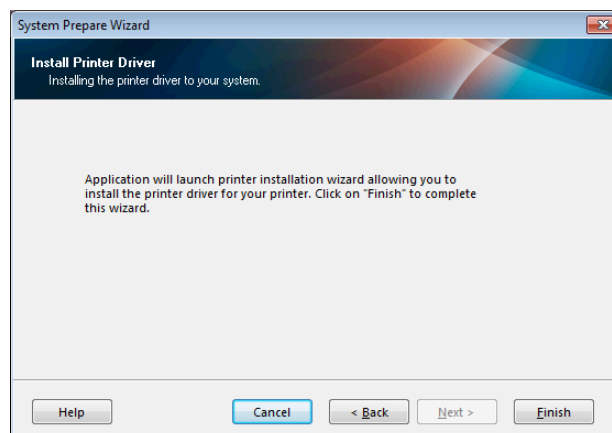 System Prepare Wizard
Install Printer Driver
Installing the printer driver to your system.
Application will launch printer installation wizard allowing you to
install the printer driver for your printer. Click on "Finish" to complete
this wizard.
Help Cancel < Back Next > Finish